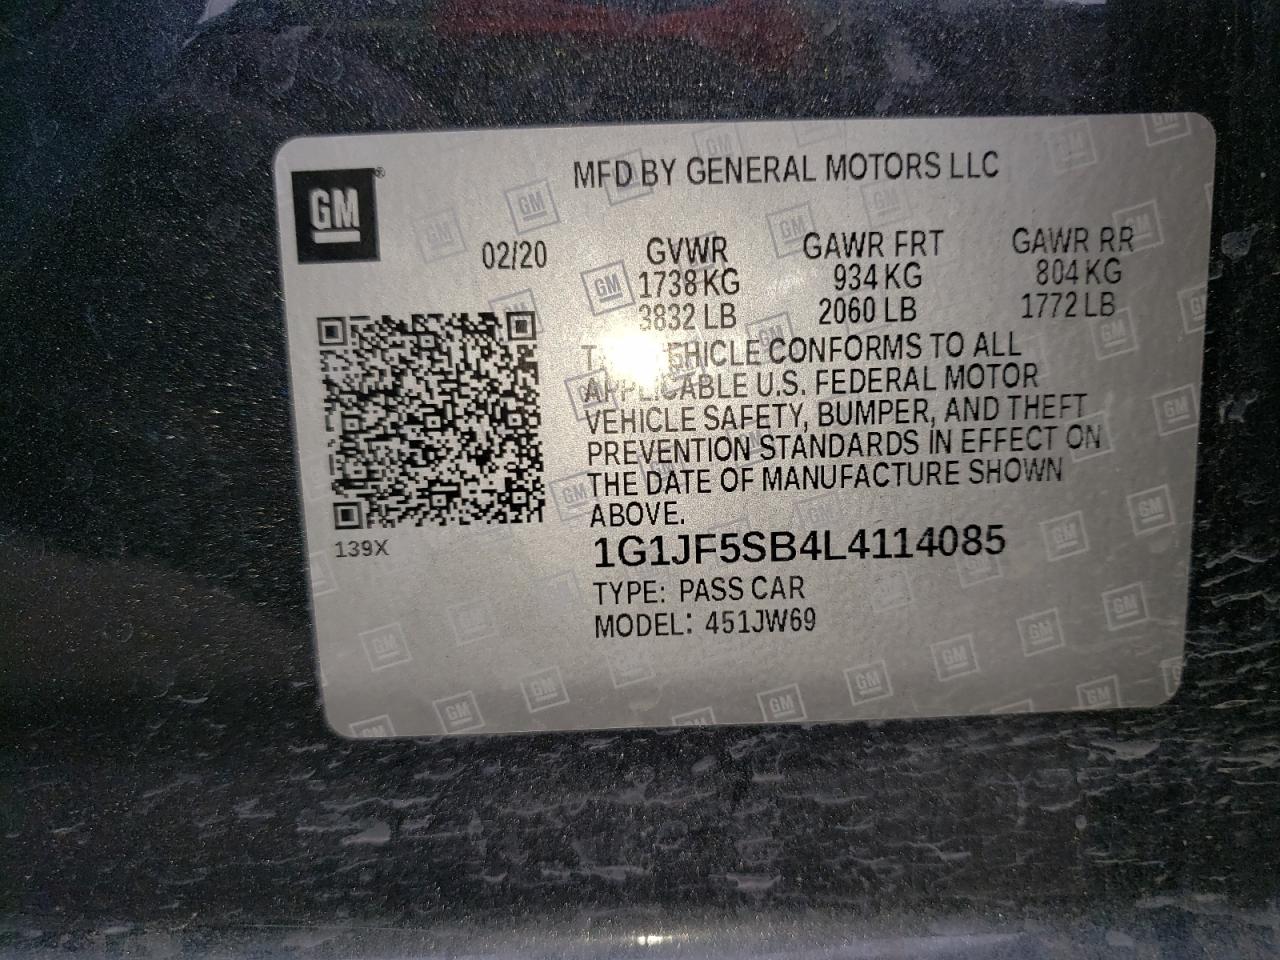 GM
MFD BY GENERAL MOTORS LLC
02/20
GVWR GAWR FRT GAWR RR
1738 KG 934 KG 804 KG
3832 LB 2060 LB 1772 LB
VEHICLE CONFORMS TO ALL
APPLICABLE U.S. FEDERAL MOTOR
VEHICLE SAFETY, BUMPER, AND THEFT
PREVENTION STANDARDS IN EFFECT ON
THE DATE OF MANUFACTURE SHOWN
ABOVE.
139X
1G1JF5SB4L4114085
TYPE: PASS CAR
MODEL: 451JW69